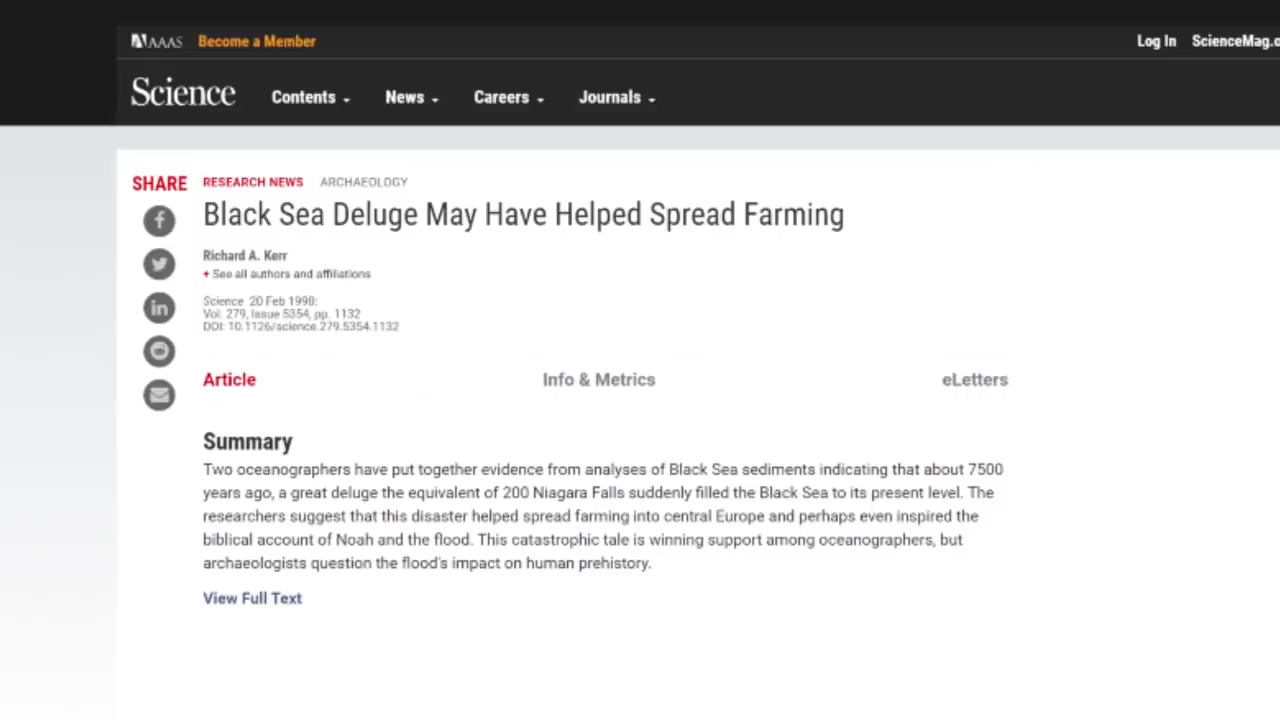 AAAS Become a Member Log In ScienceMag.o
Science Contents News Careers Journals
SHARE
RESEARCH NEWS ARCHAEOLOGY
Black Sea Deluge May Have Helped Spread Farming
Richard A. Kerr
+ See all authors and affiliations
Science 20 Feb 1998:
Vol. 279, Issue 5354, pp. 1132
DOI: 10.1126/science.279.5354.1132
Article Info & Metrics eLetters
Summary
Two oceanographers have put together evidence from analyses of Black Sea sediments indicating that about 7500
years ago, a great deluge the equivalent of 200 Niagara Falls suddenly filled the Black Sea to its present level. The
researchers suggest that this disaster helped spread farming into central Europe and perhaps even inspired the
biblical account of Noah and the flood. This catastrophic tale is winning support among oceanographers, but
archaeologists question the flood's impact on human prehistory.
View Full Text